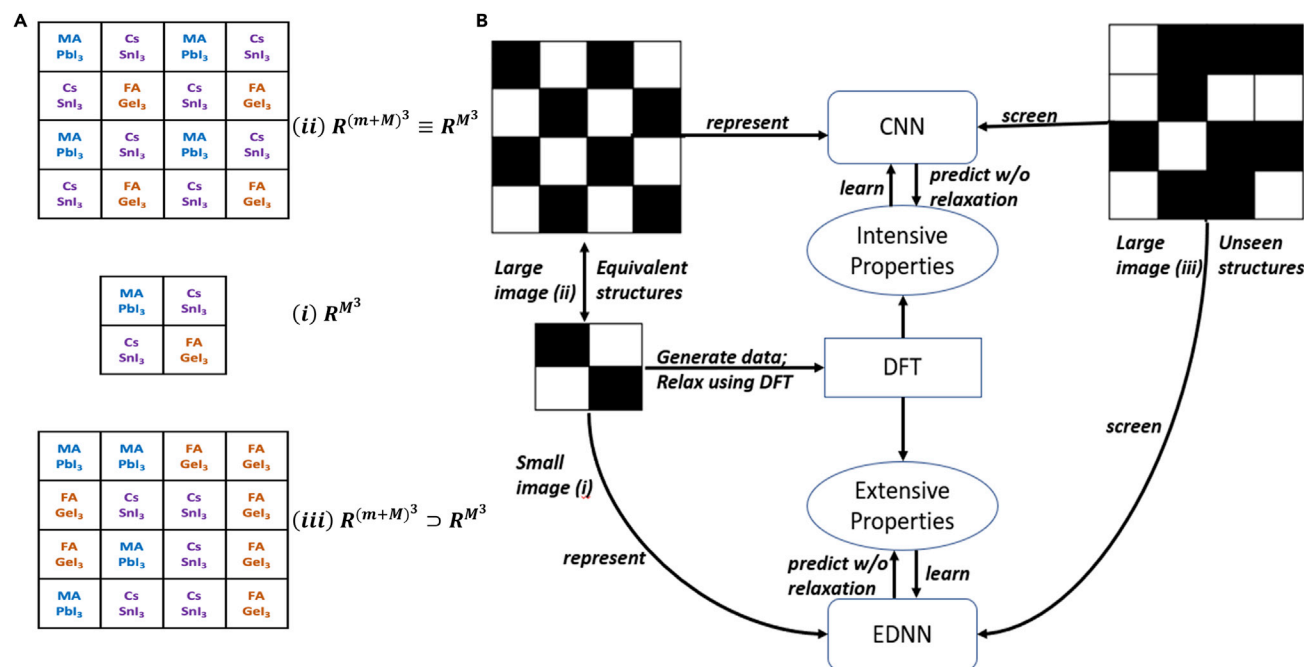 A
MA Cs MA Cs
PbI₃ SnI₃ PbI₃ SnI₃
Cs FA Cs FA
SnI₃ GeI₃ SnI₃ GeI₃
MA Cs MA Cs
PbI₃ SnI₃ PbI₃ SnI₃
Cs FA Cs FA
SnI₃ GeI₃ SnI₃ GeI₃
(ii) R^(m+M)³ ≡ R^M³
MA Cs
PbI₃ SnI₃
Cs FA
SnI₃ GeI₃
(i) R^M³
MA MA FA FA
PbI₃ PbI₃ GeI₃ GeI₃
FA Cs Cs FA
GeI₃ SnI₃ SnI₃ GeI₃
FA MA Cs FA
GeI₃ PbI₃ SnI₃ GeI₃
MA Cs Cs FA
PbI₃ SnI₃ SnI₃ GeI₃
(iii) R^(m+M)³ ⊃ R^M³
B
represent
CNN
screen
learn
predict w/o
relaxation
Intensive
Properties
Large
image (ii)
Equivalent
structures
Large
image (iii)
Unseen
structures
Generate data;
Relax using DFT
DFT
screen
Small
image (i)
Extensive
Properties
represent
predict w/o
relaxation
learn
EDNN